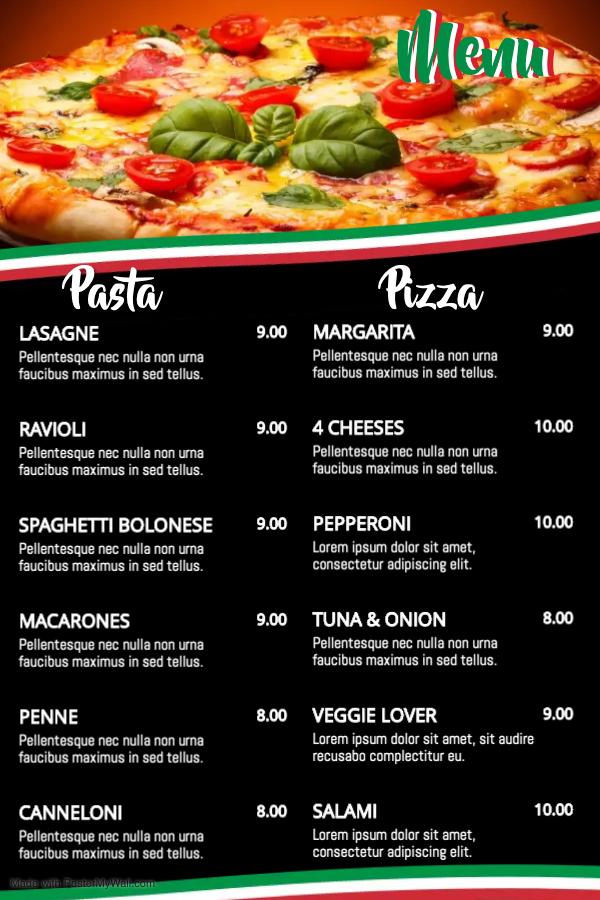 Menu
Pasta
LASAGNE 9.00
Pellentesque nec nulla non urna
faucibus maximus in sed tellus.
RAVIOLI 9.00
Pellentesque nec nulla non urna
faucibus maximus in sed tellus.
SPAGHETTI BOLONESE 9.00
Pellentesque nec nulla non urna
faucibus maximus in sed tellus.
MACARONES 9.00
Pellentesque nec nulla non urna
faucibus maximus in sed tellus.
PENNE 8.00
Pellentesque nec nulla non urna
faucibus maximus in sed tellus.
CANNELONI 8.00
Pellentesque nec nulla non urna
faucibus maximus in sed tellus.
Pizza
MARGARITA 9.00
Pellentesque nec nulla non urna
faucibus maximus in sed tellus.
4 CHEESES 10.00
Pellentesque nec nulla non urna
faucibus maximus in sed tellus.
PEPPERONI 10.00
Lorem ipsum dolor sit amet,
consectetur adipiscing elit.
TUNA & ONION 8.00
Pellentesque nec nulla non urna
faucibus maximus in sed tellus.
VEGGIE LOVER 9.00
Lorem ipsum dolor sit amet, sit audire
recusabo complectitur eu.
SALAMI 10.00
Lorem ipsum dolor sit amet,
consectetur adipiscing elit.
Made with PosterMyWall.com